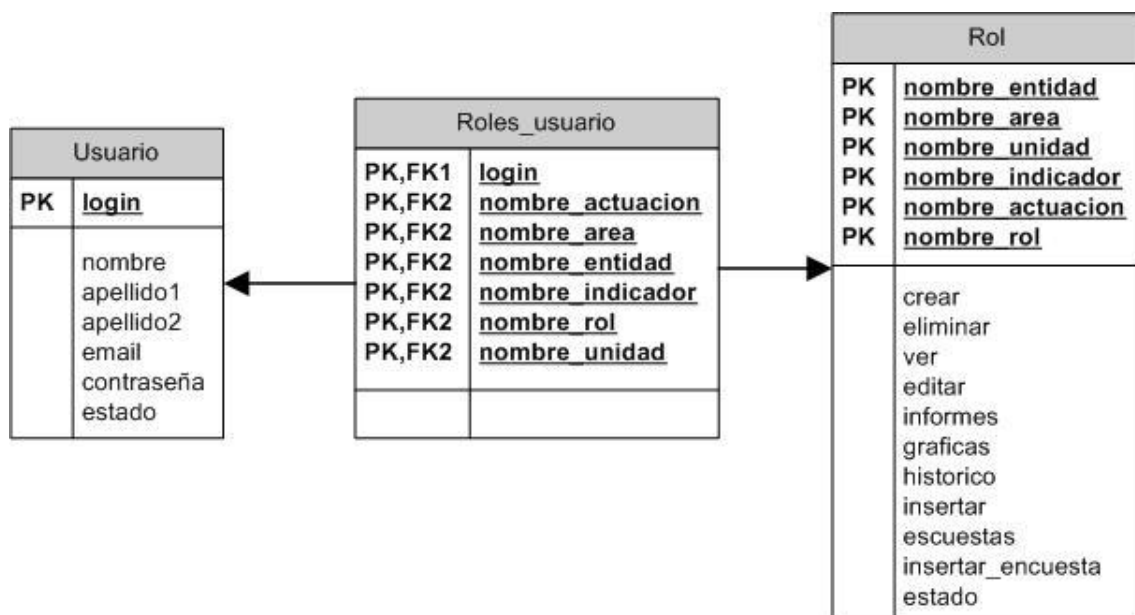 Usuario
PK login
nombre
apellido1
apellido2
email
contraseña
estado
Roles_usuario
PK,FK1 login
PK,FK2 nombre_actuacion
PK,FK2 nombre_area
PK,FK2 nombre_entidad
PK,FK2 nombre_indicador
PK,FK2 nombre_rol
PK,FK2 nombre_unidad
Rol
PK nombre_entidad
PK nombre_area
PK nombre_unidad
PK nombre_indicador
PK nombre_actuacion
PK nombre_rol
crear
eliminar
ver
editar
informes
graficas
historico
insertar
escuestas
insertar_encuesta
estado